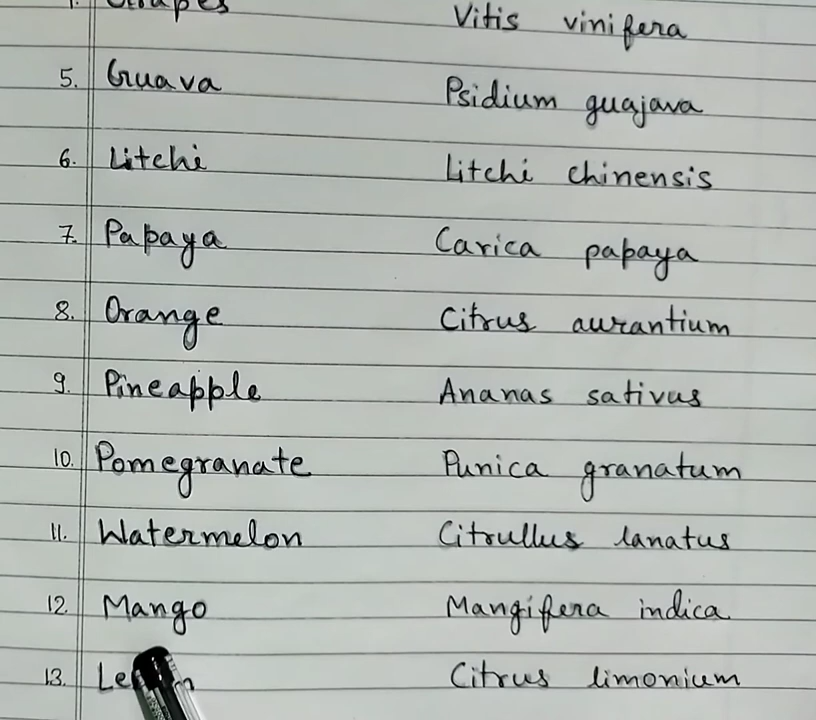 Grapes Vitis vinifera
5. Guava Psidium guajava
6. Litchi Litchi chinensis
7. Papaya Carica papaya
8. Orange Citrus aurantium
9. Pineapple Ananas sativus
10. Pomegranate Punica granatum
11. Watermelon Citrullus lanatus
12. Mango Mangifera indica
13. Citrus limonium